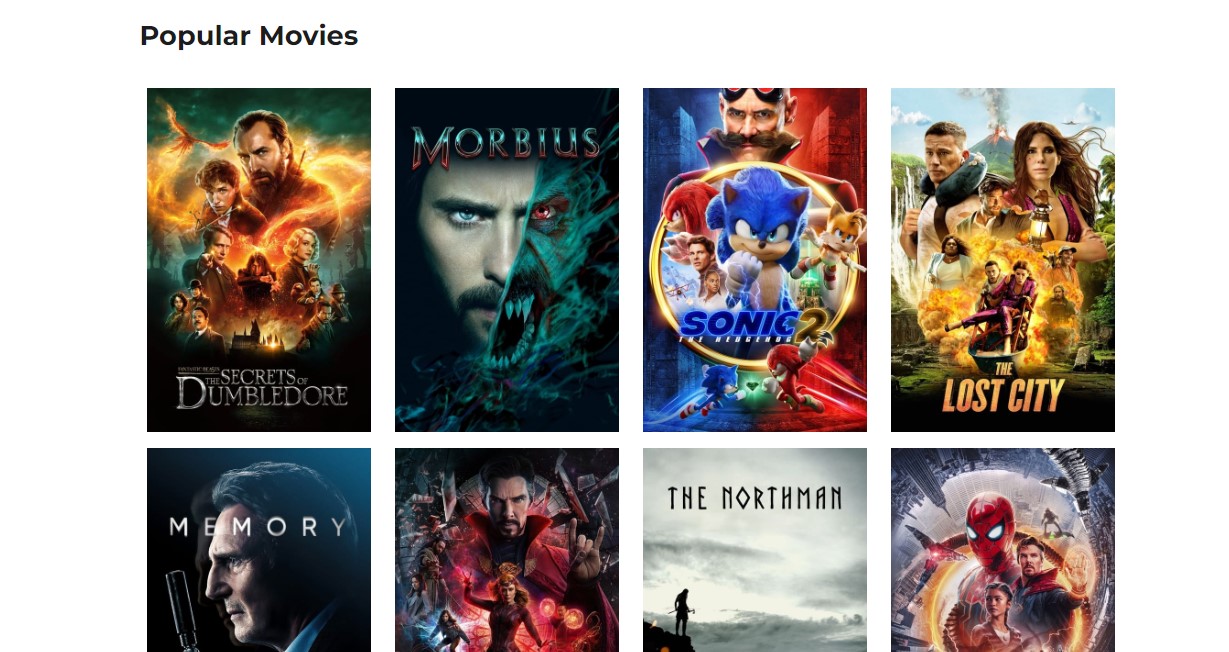 Popular Movies
FANTASTIC BEASTS
THE SECRETS OF
DUMBLEDORE
MORBIUS
SONIC 2
THE HEDGEHOG
THE
LOST CITY
MEMORY
THE NORTHMAN